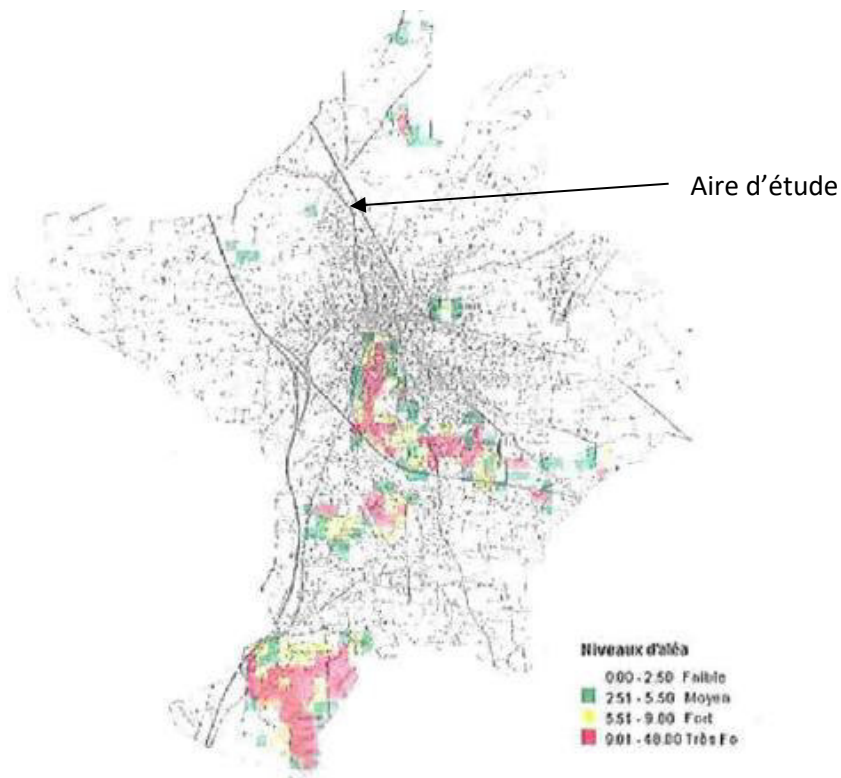 Aire d’étude
Niveaux d'aléa
0.00 - 2.50 Faible
2.51 - 5.50 Moyen
5.51 - 9.00 Fort
9.01 - 48.00 Très Fo